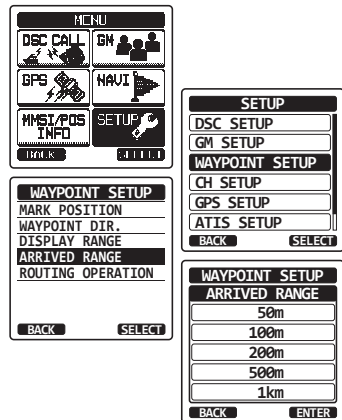 MENU
DSC CALL GM
GPS NAVI
MMSI/POS INFO SETUP
BACK SELECT
SETUP
DSC SETUP
GM SETUP
WAYPOINT SETUP
CH SETUP
GPS SETUP
ATIS SETUP
BACK SELECT
WAYPOINT SETUP
MARK POSITION
WAYPOINT DIR.
DISPLAY RANGE
ARRIVED RANGE
ROUTING OPERATION
BACK SELECT
WAYPOINT SETUP
ARRIVED RANGE
50m
100m
200m
500m
1km
BACK ENTER